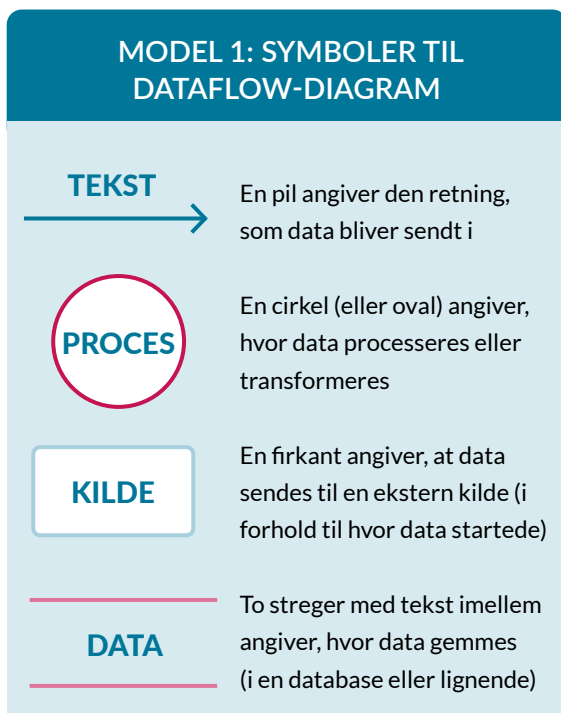 MODEL 1: SYMBOLER TIL
DATAFLOW-DIAGRAM
TEKST
En pil angiver den retning,
som data bliver sendt i
PROCES
En cirkel (eller oval) angiver,
hvor data processeres eller
transformeres
KILDE
En firkant angiver, at data
sendes til en ekstern kilde (i
forhold til hvor data startede)
DATA
To streger med tekst imellem
angiver, hvor data gemmes
(i en database eller lignende)